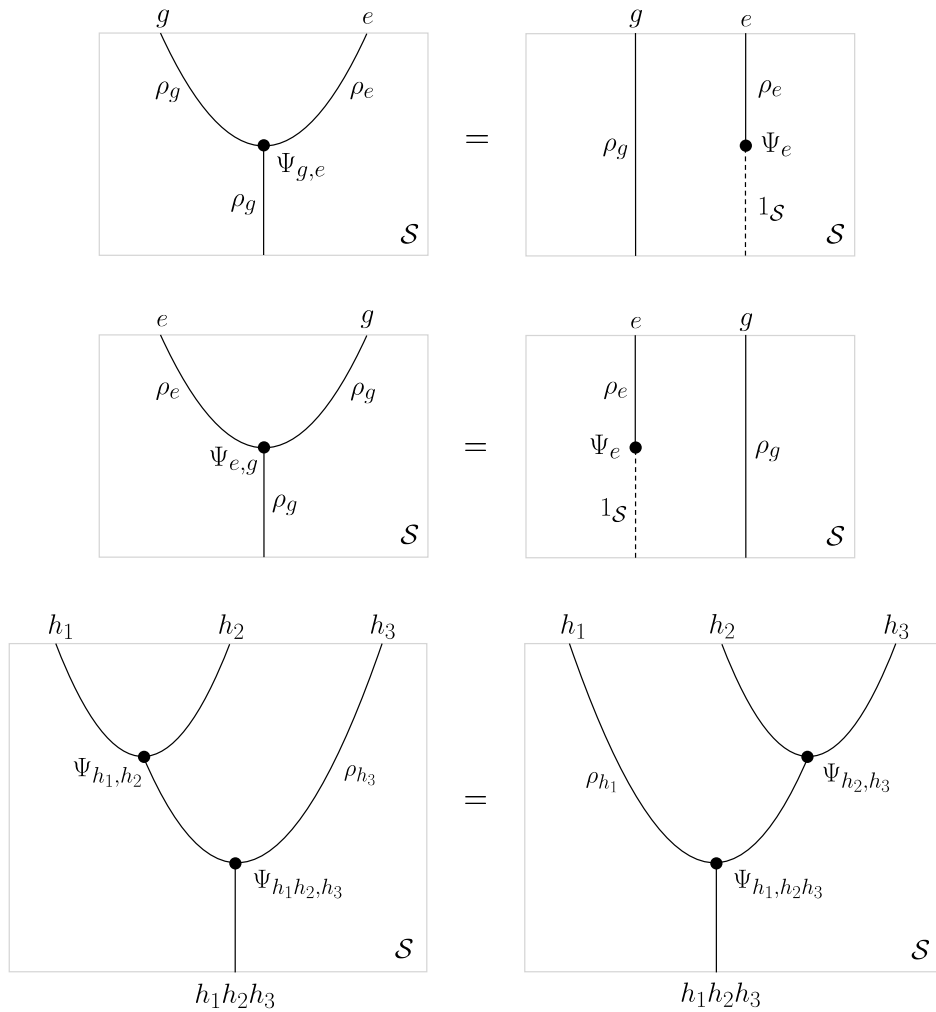 g e g e
ρ_g ρ_e ρ_e
= ρ_g Ψ_e
Ψ_{g,e}
ρ_g 1_𝒮
𝒮 𝒮
e g e g
ρ_e ρ_g ρ_e
Ψ_{e,g} = Ψ_e ρ_g
ρ_g 1_𝒮
𝒮 𝒮
h_1 h_2 h_3 h_1 h_2 h_3
Ψ_{h_1,h_2} ρ_{h_3} ρ_{h_1} Ψ_{h_2,h_3}
=
Ψ_{h_1h_2,h_3} Ψ_{h_1,h_2h_3}
𝒮 𝒮
h_1h_2h_3 h_1h_2h_3